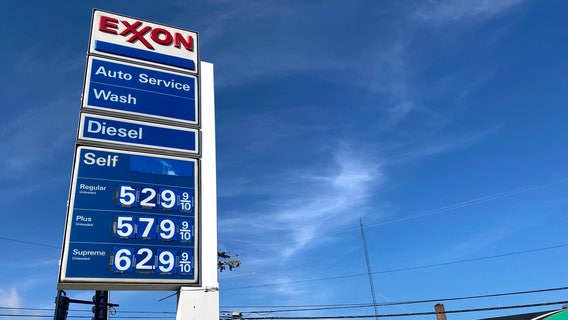 EXXON
Auto Service
Wash
Diesel
Self
Regular
Unleaded
5 29 9/10
Plus
Unleaded
5 79 9/10
Supreme
Unleaded
6 29 9/10